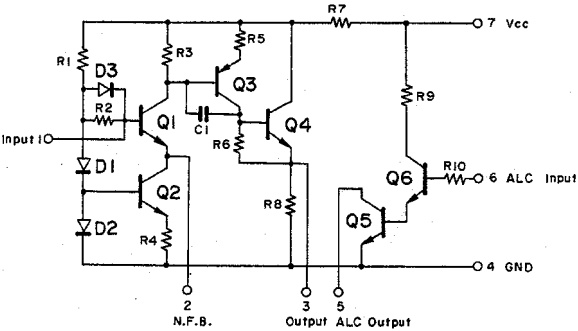 R7
7 Vcc
R1
R3
R5
D3
Q3
R9
R2
Q1
C1
Q4
Input 1
R6
R10
6 ALC Input
D1
Q6
Q2
R8
Q5
D2
R4
4 GND
2
3
5
N.F.B.
Output ALC Output